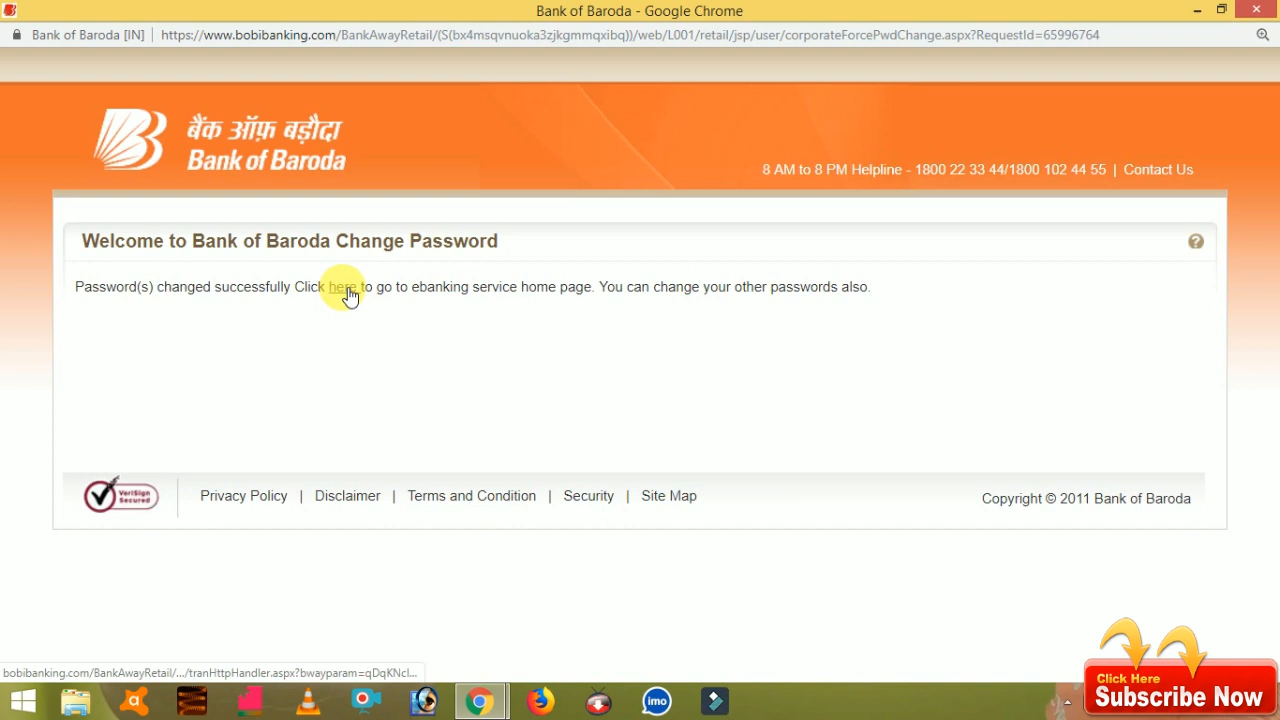 Bank of Baroda - Google Chrome
Bank of Baroda [IN] | https://www.bobibanking.com/BankAwayRetail/(S(bx4msqvnuoka3zjkgmmqxibq))/web/L001/retail/jsp/user/corporateForcePwdChange.aspx?RequestId=65996764
बैंक ऑफ़ बड़ौदा
Bank of Baroda
8 AM to 8 PM Helpline - 1800 22 33 44/1800 102 44 55 | Contact Us
Welcome to Bank of Baroda Change Password
?
Password(s) changed successfully Click here to go to ebanking service home page. You can change your other passwords also.
VeriSign
Secured
Privacy Policy | Disclaimer | Terms and Condition | Security | Site Map
Copyright © 2011 Bank of Baroda
bobibanking.com/BankAwayRetail/.../tranHttpHandler.aspx?bwayparam=qDqKNcl...
imo
Click Here
Subscribe Now